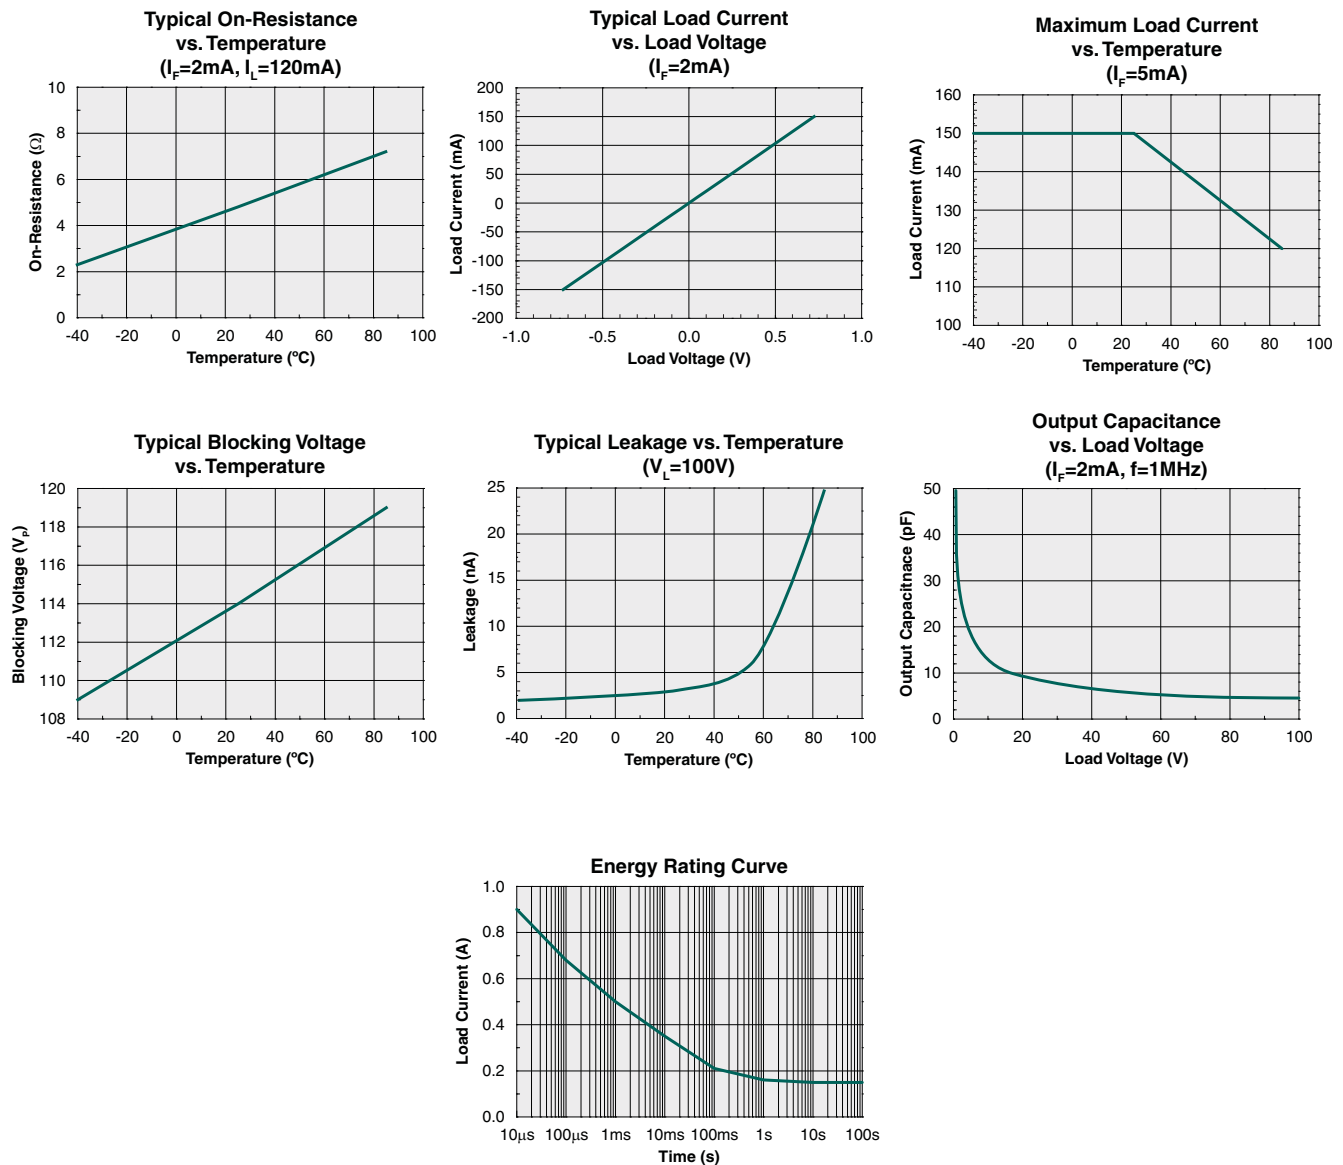 Typical On-Resistance
vs. Temperature
(IF=2mA, IL=120mA)
On-Resistance (Ω)
10
8
6
4
2
0
-40 -20 0 20 40 60 80 100
Temperature (ºC)
Typical Load Current
vs. Load Voltage
(IF=2mA)
Load Current (mA)
200
150
100
50
0
-50
-100
-150
-200
-1.0 -0.5 0.0 0.5 1.0
Load Voltage (V)
Maximum Load Current
vs. Temperature
(IF=5mA)
Load Current (mA)
160
150
140
130
120
110
100
-40 -20 0 20 40 60 80 100
Temperature (ºC)
Typical Blocking Voltage
vs. Temperature
Blocking Voltage (VP)
120
118
116
114
112
110
108
-40 -20 0 20 40 60 80 100
Temperature (ºC)
Typical Leakage vs. Temperature
(VL=100V)
Leakage (nA)
25
20
15
10
5
0
-40 -20 0 20 40 60 80 100
Temperature (ºC)
Output Capacitance
vs. Load Voltage
(IF=2mA, f=1MHz)
Output Capacitnace (pF)
50
40
30
20
10
0
0 20 40 60 80 100
Load Voltage (V)
Energy Rating Curve
Load Current (A)
1.0
0.8
0.6
0.4
0.2
0.0
10μs 100μs 1ms 10ms 100ms 1s 10s 100s
Time (s)